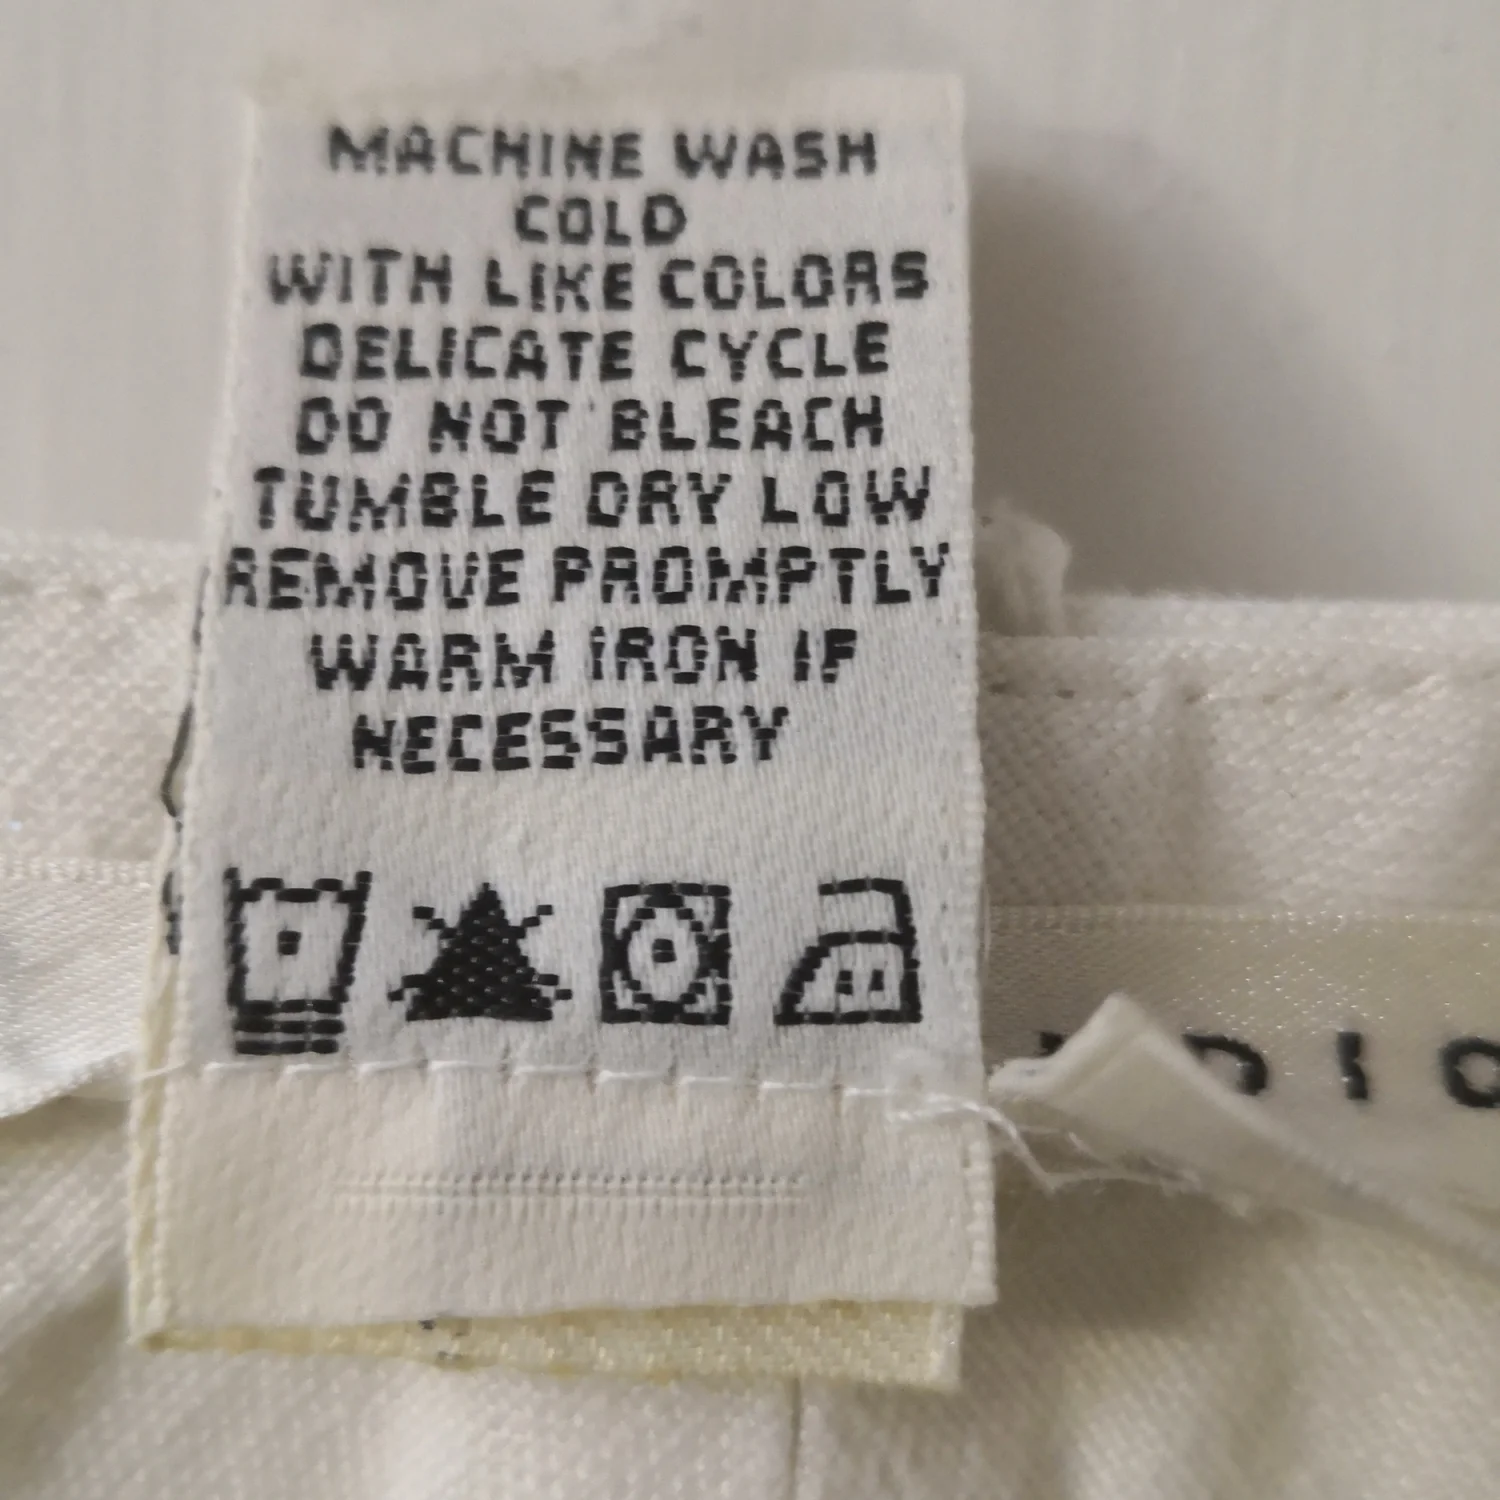 MACHINE WASH
COLD
WITH LIKE COLORS
DELICATE CYCLE
DO NOT BLEACH
TUMBLE DRY LOW
REMOVE PROMPTLY
WARM IRON IF
NECESSARY